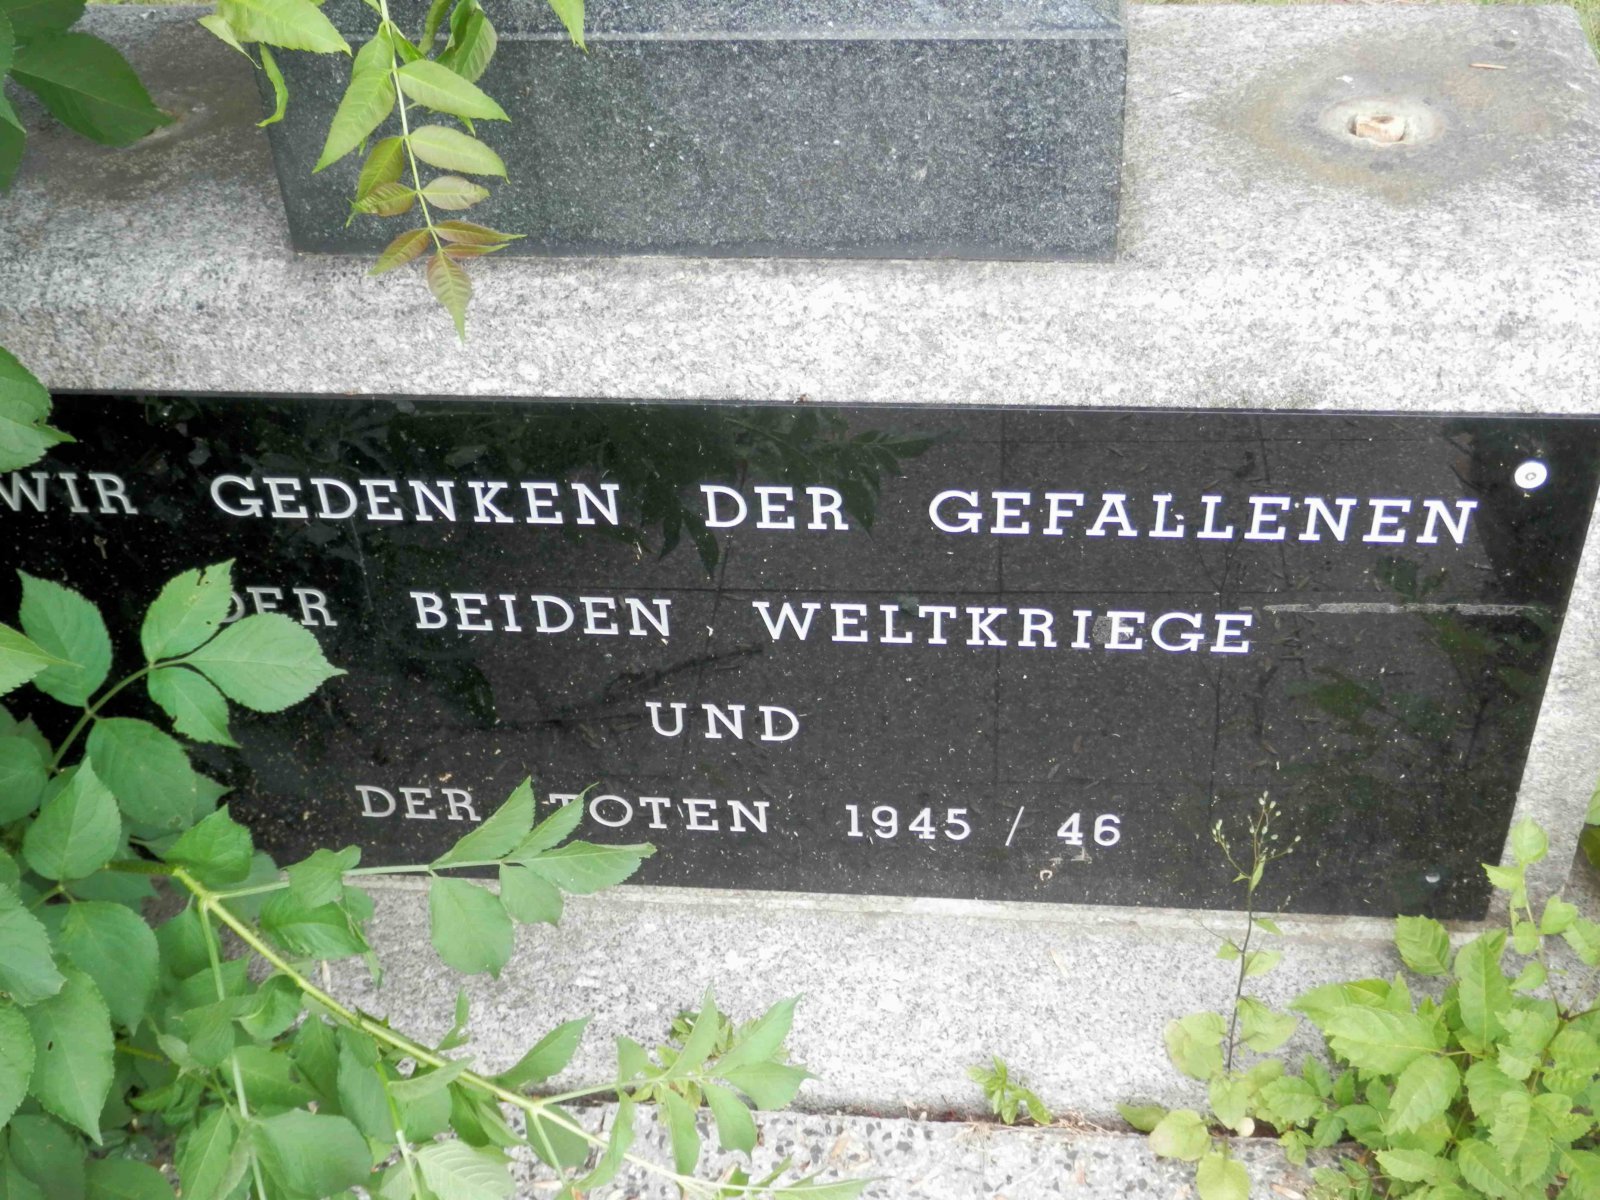 WIR GEDENKEN DER GEFALLENEN
DER BEIDEN WELTKRIEGE
UND
DER TOTEN 1945 / 46